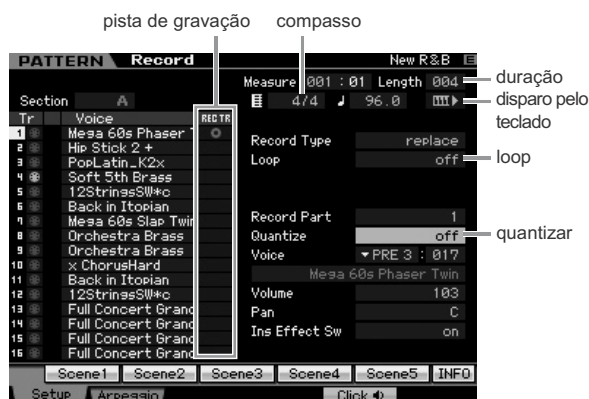 pista de gravação compasso
PATTERN Record New R&B E
Measure 001 : 01 Length 004 duração
Section A 4/4 96.0 disparo pelo teclado
Tr Voice REC TR
1 Mega 60s Phaser T
2 Hip Stick 2 + Record Type replace
3 PopLatin_K2x Loop off loop
4 Soft 5th Brass
5 12StringsSW*c
6 Back in Itopian Record Part 1
7 Mega 60s Slap Twin
8 Orchestra Brass Quantize off quantizar
9 Orchestra Brass Voice PRE 3 : 017
10 x ChorusHard Mega 60s Phaser Twin
11 Back in Itopian
12 12StringsSW*c Volume 103
13 Full Concert Grand Pan C
14 Full Concert Grand Ins Effect Sw on
15 Full Concert Grand
16 Full Concert Grand
Scene1 Scene2 Scene3 Scene4 Scene5 INFO
Setup Arpeggio Click